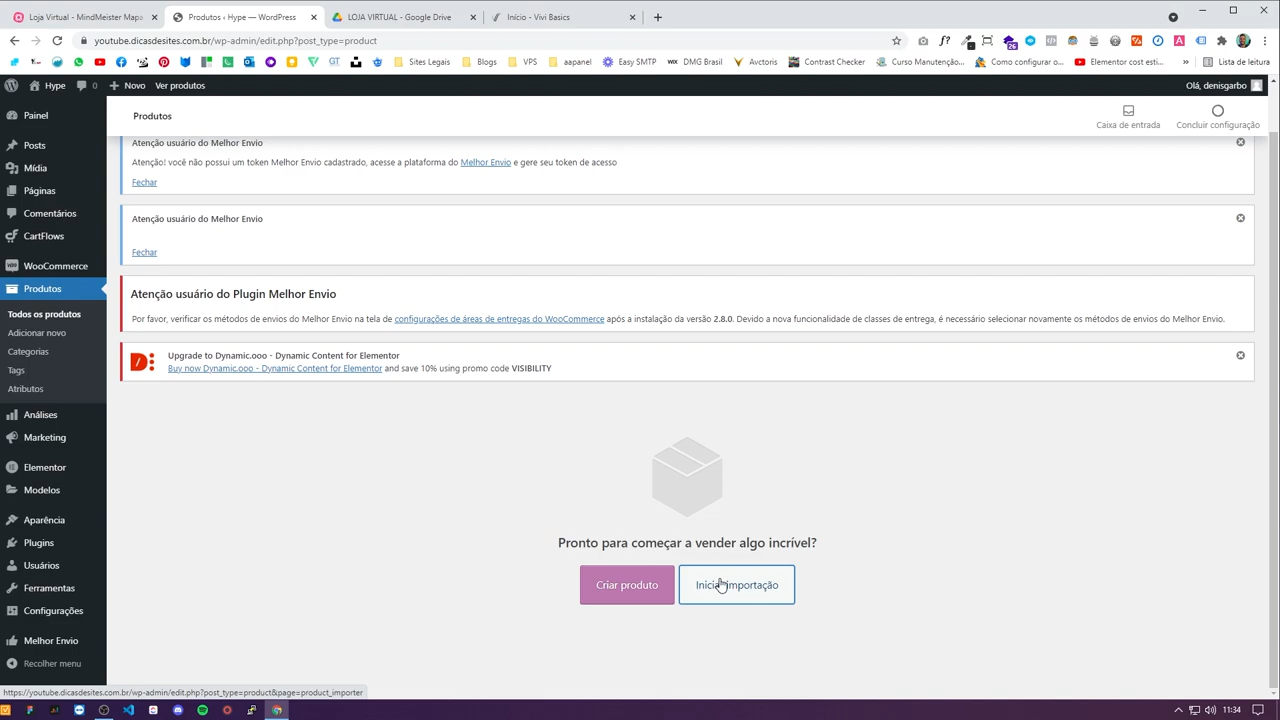 Loja Virtual - MindMeister Mapa
Produtos ‹ Hype — WordPress
LOJA VIRTUAL - Google Drive
Início - Vivi Basics
youtube.dicasdesites.com.br/wp-admin/edit.php?post_type=product
26
Sites Legais
Blogs
VPS
aapanel
Easy SMTP
WIX DMG Brasil
Avctoris
Contrast Checker
Curso Manutenção...
Como configurar o...
Elementor cost esti...
Lista de leitura
Hype
0
Novo
Ver produtos
Olá, denisgarbo
Painel
Posts
Mídia
Páginas
Comentários
CartFlows
WooCommerce
Produtos
Todos os produtos
Adicionar novo
Categorias
Tags
Atributos
Análises
Marketing
Elementor
Modelos
Aparência
Plugins
Usuários
Ferramentas
Configurações
Melhor Envio
Recolher menu
Produtos
Caixa de entrada
Concluir configuração
Atenção usuário do Melhor Envio
Atenção! você não possui um token Melhor Envio cadastrado, acesse a plataforma do Melhor Envio e gere seu token de acesso
Fechar
Atenção usuário do Melhor Envio
Fechar
Atenção usuário do Plugin Melhor Envio
Por favor, verificar os métodos de envios do Melhor Envio na tela de configurações de áreas de entregas do WooCommerce após a instalação da versão 2.8.0. Devido a nova funcionalidade de classes de entrega, é necessário selecionar novamente os métodos de envios do Melhor Envio.
Upgrade to Dynamic.ooo - Dynamic Content for Elementor
Buy now Dynamic.ooo - Dynamic Content for Elementor and save 10% using promo code VISIBILITY
Pronto para começar a vender algo incrível?
Criar produto
Iniciar importação
https://youtube.dicasdesites.com.br/wp-admin/edit.php?post_type=product&page=product_importer
11:34